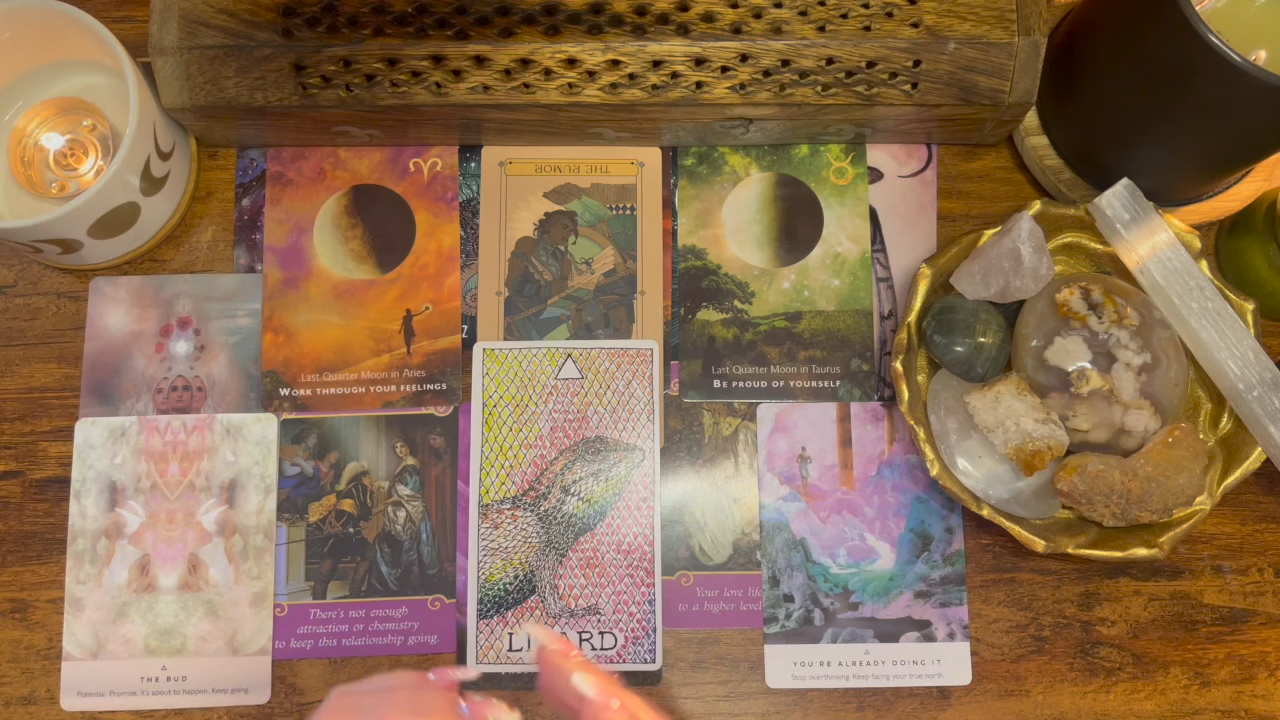 THE RUMOR
Last Quarter Moon in Aries
WORK THROUGH YOUR FEELINGS
Last Quarter Moon in Taurus
BE PROUD OF YOURSELF
There's not enough
attraction or chemistry
to keep this relationship going.
Your love life
to a higher level
THE BUD
Potential. Promise. It's about to happen. Keep going.
YOU'RE ALREADY DOING IT
Stop overthinking. Keep facing your true north.